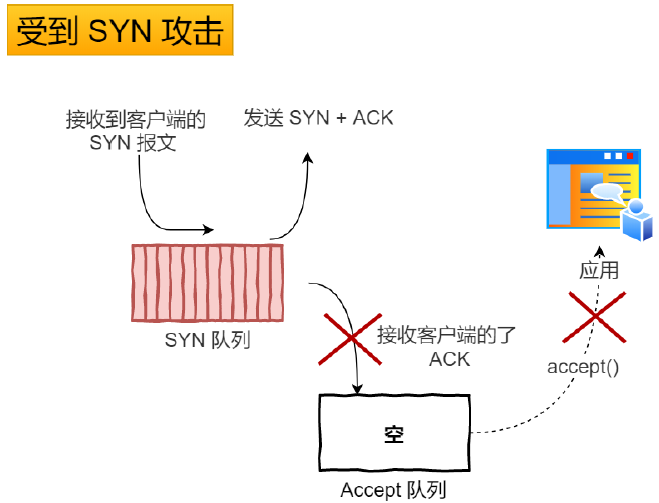 受到 SYN 攻击
接收到客户端的
SYN 报文
发送 SYN + ACK
应用
SYN 队列
接收客户端的了
ACK
accept()
空
Accept 队列